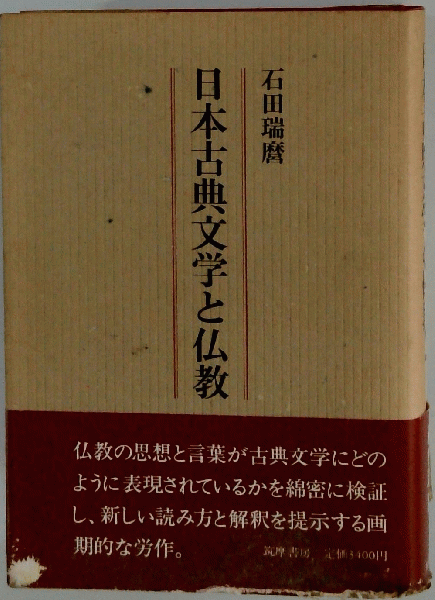 石田瑞麿
日本古典文学と仏教
仏教の思想と言葉が古典文学にどの
ように表現されているかを綿密に検証
し、新しい読み方と解釈を提示する画
期的な労作。
筑摩書房 定価3400円